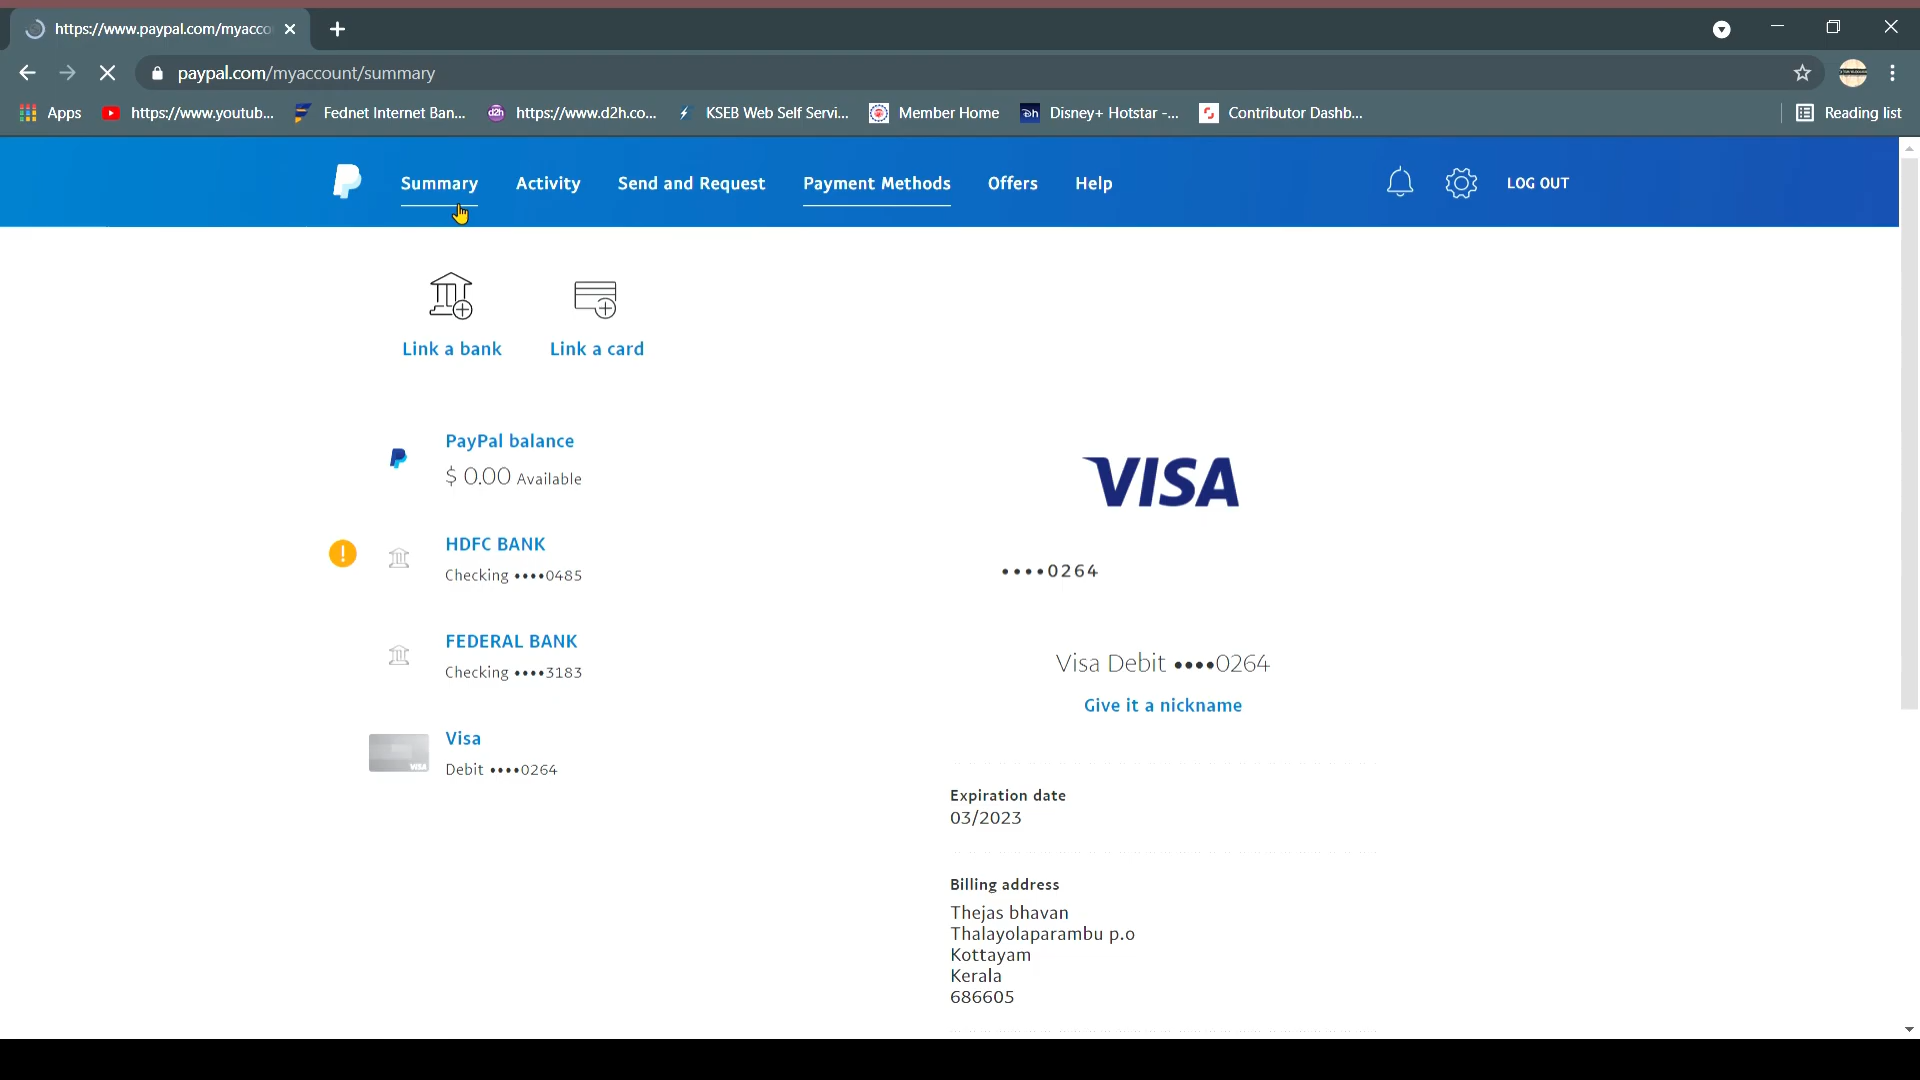 https://www.paypal.com/myacco
paypal.com/myaccount/summary
Apps https://www.youtub... Fednet Internet Ban... d2h https://www.d2h.co... KSEB Web Self Servi... Member Home Dh Disney+ Hotstar -... Contributor Dashb... Reading list
Summary Activity Send and Request Payment Methods Offers Help LOG OUT
Link a bank Link a card
PayPal balance
$ 0.00 Available
HDFC BANK
Checking ••••0485
FEDERAL BANK
Checking ••••3183
VISA
Visa
Debit ••••0264
VISA
••••0264
Visa Debit ••••0264
Give it a nickname
Expiration date
03/2023
Billing address
Thejas bhavan
Thalayolaparambu p.o
Kottayam
Kerala
686605